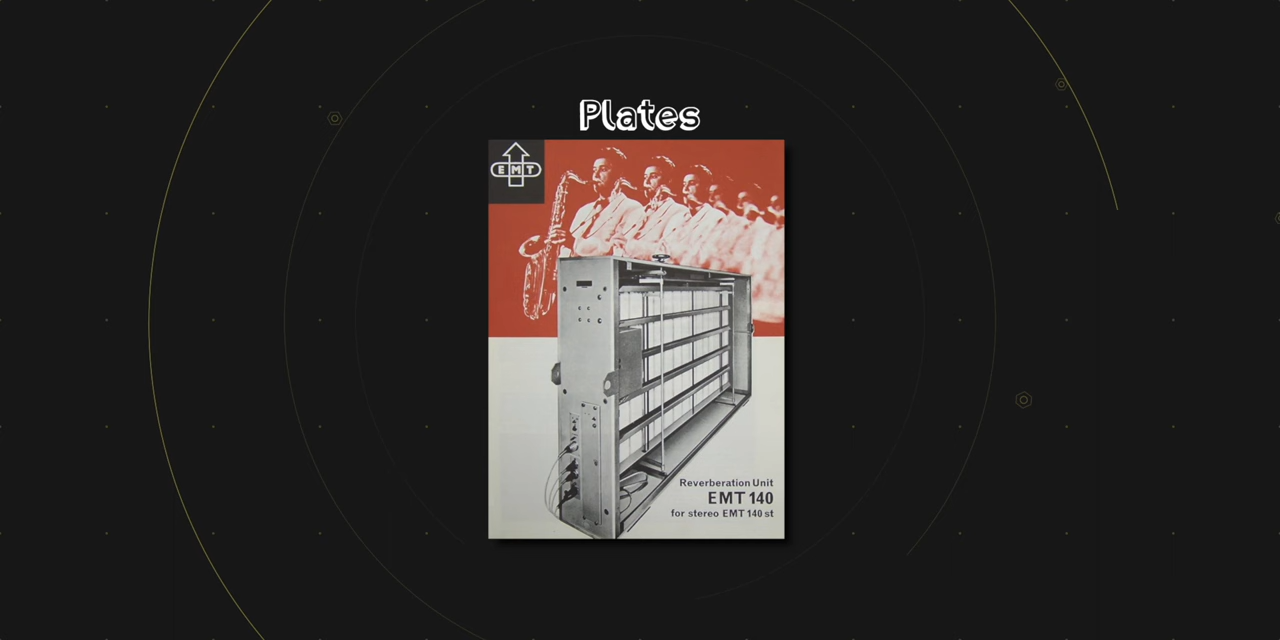 Plates
EMT
Reverberation Unit
EMT 140
for stereo EMT 140 st